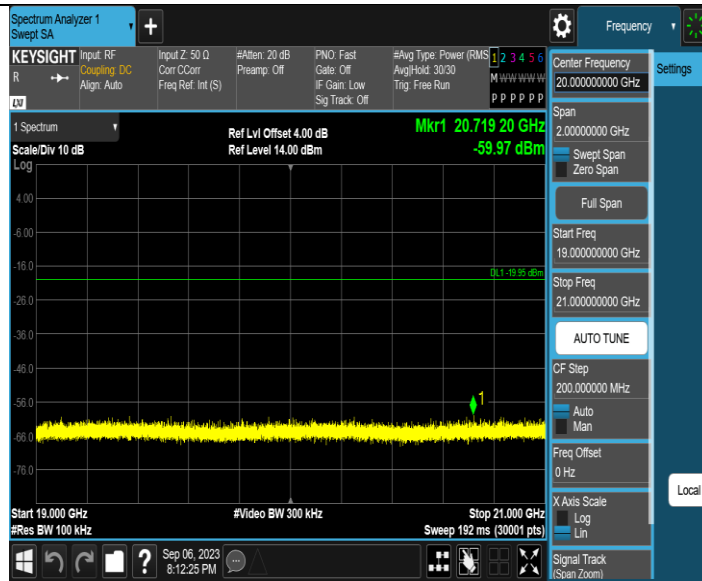 Spectrum Analyzer 1
Swept SA
+
Frequency
KEYSIGHT
R
LXI
Input: RF
Coupling: DC
Align: Auto
Input Z: 50 Ω
Corr CCorr
Freq Ref: Int (S)
#Atten: 20 dB
Preamp: Off
PNO: Fast
Gate: Off
IF Gain: Low
Sig Track: Off
#Avg Type: Power (RMS
Avg|Hold: 30/30
Trig: Free Run
1 2 3 4 5 6
M W W W W W
P P P P P P
1 Spectrum
Scale/Div 10 dB
Log
Ref Lvl Offset 4.00 dB
Ref Level 14.00 dBm
Mkr1 20.719 20 GHz
-59.97 dBm
4.00
-6.00
-16.0
-26.0
-36.0
-46.0
-56.0
-66.0
-76.0
DL1 -19.95 dBm
1
Start 19.000 GHz
#Res BW 100 kHz
#Video BW 300 kHz
Stop 21.000 GHz
Sweep 192 ms (30001 pts)
?
Sep 06, 2023
8:12:25 PM
Center Frequency
20.000000000 GHz
Span
2.00000000 GHz
Swept Span
Zero Span
Full Span
Start Freq
19.000000000 GHz
Stop Freq
21.000000000 GHz
AUTO TUNE
CF Step
200.000000 MHz
Auto
Man
Freq Offset
0 Hz
X Axis Scale
Log
Lin
Signal Track
(Span Zoom)
Settings
Local